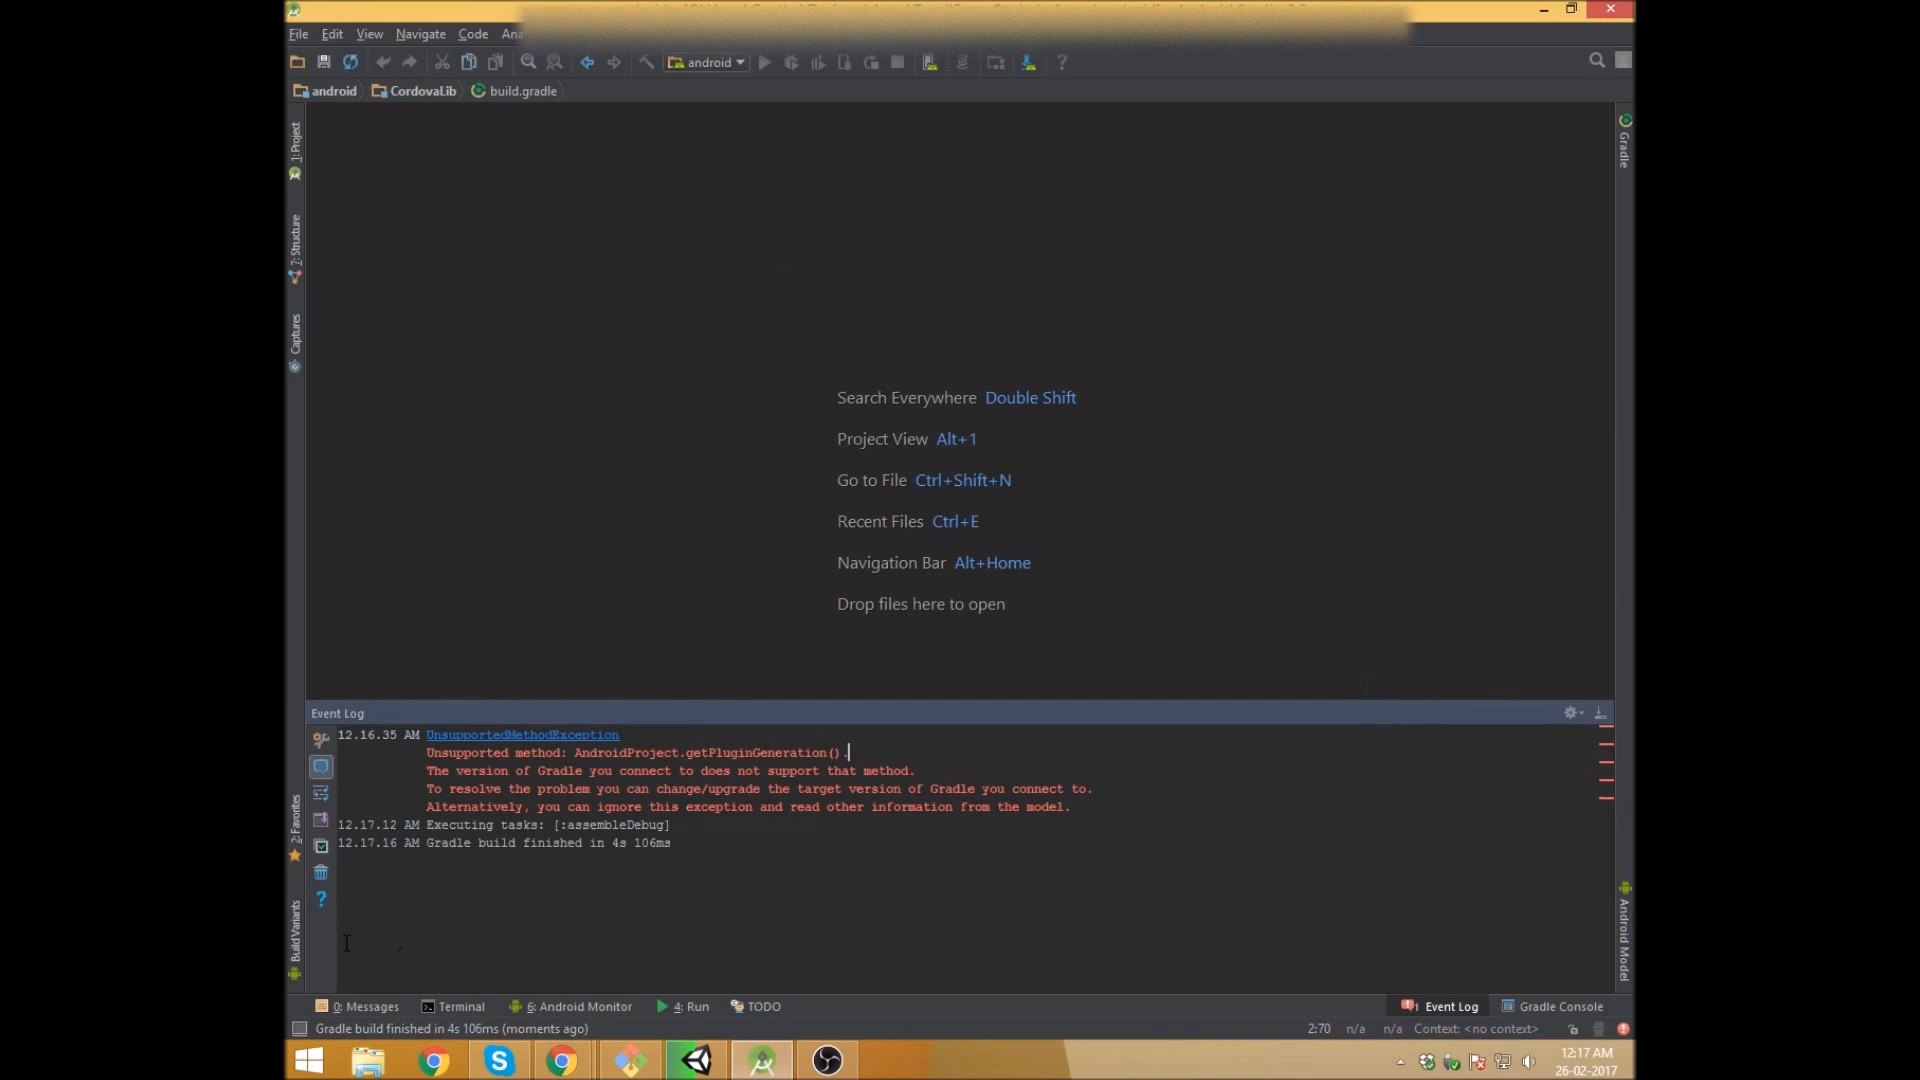 File Edit View Navigate Code
android
android CordovaLib build.gradle
1: Project
7: Structure
Captures
Gradle
Search Everywhere Double Shift
Project View Alt+1
Go to File Ctrl+Shift+N
Recent Files Ctrl+E
Navigation Bar Alt+Home
Drop files here to open
Event Log
12.16.35 AM UnsupportedMethodException
Unsupported method: AndroidProject.getPluginGeneration().
The version of Gradle you connect to does not support that method.
To resolve the problem you can change/upgrade the target version of Gradle you connect to.
Alternatively, you can ignore this exception and read other information from the model.
12.17.12 AM Executing tasks: [:assembleDebug]
12.17.16 AM Gradle build finished in 4s 106ms
2: Favorites
Build Variants
Android Model
0: Messages Terminal 6: Android Monitor 4: Run TODO 1 Event Log Gradle Console
Gradle build finished in 4s 106ms (moments ago) 2:70 n/a n/a Context: <no context>
12:17 AM
26-02-2017